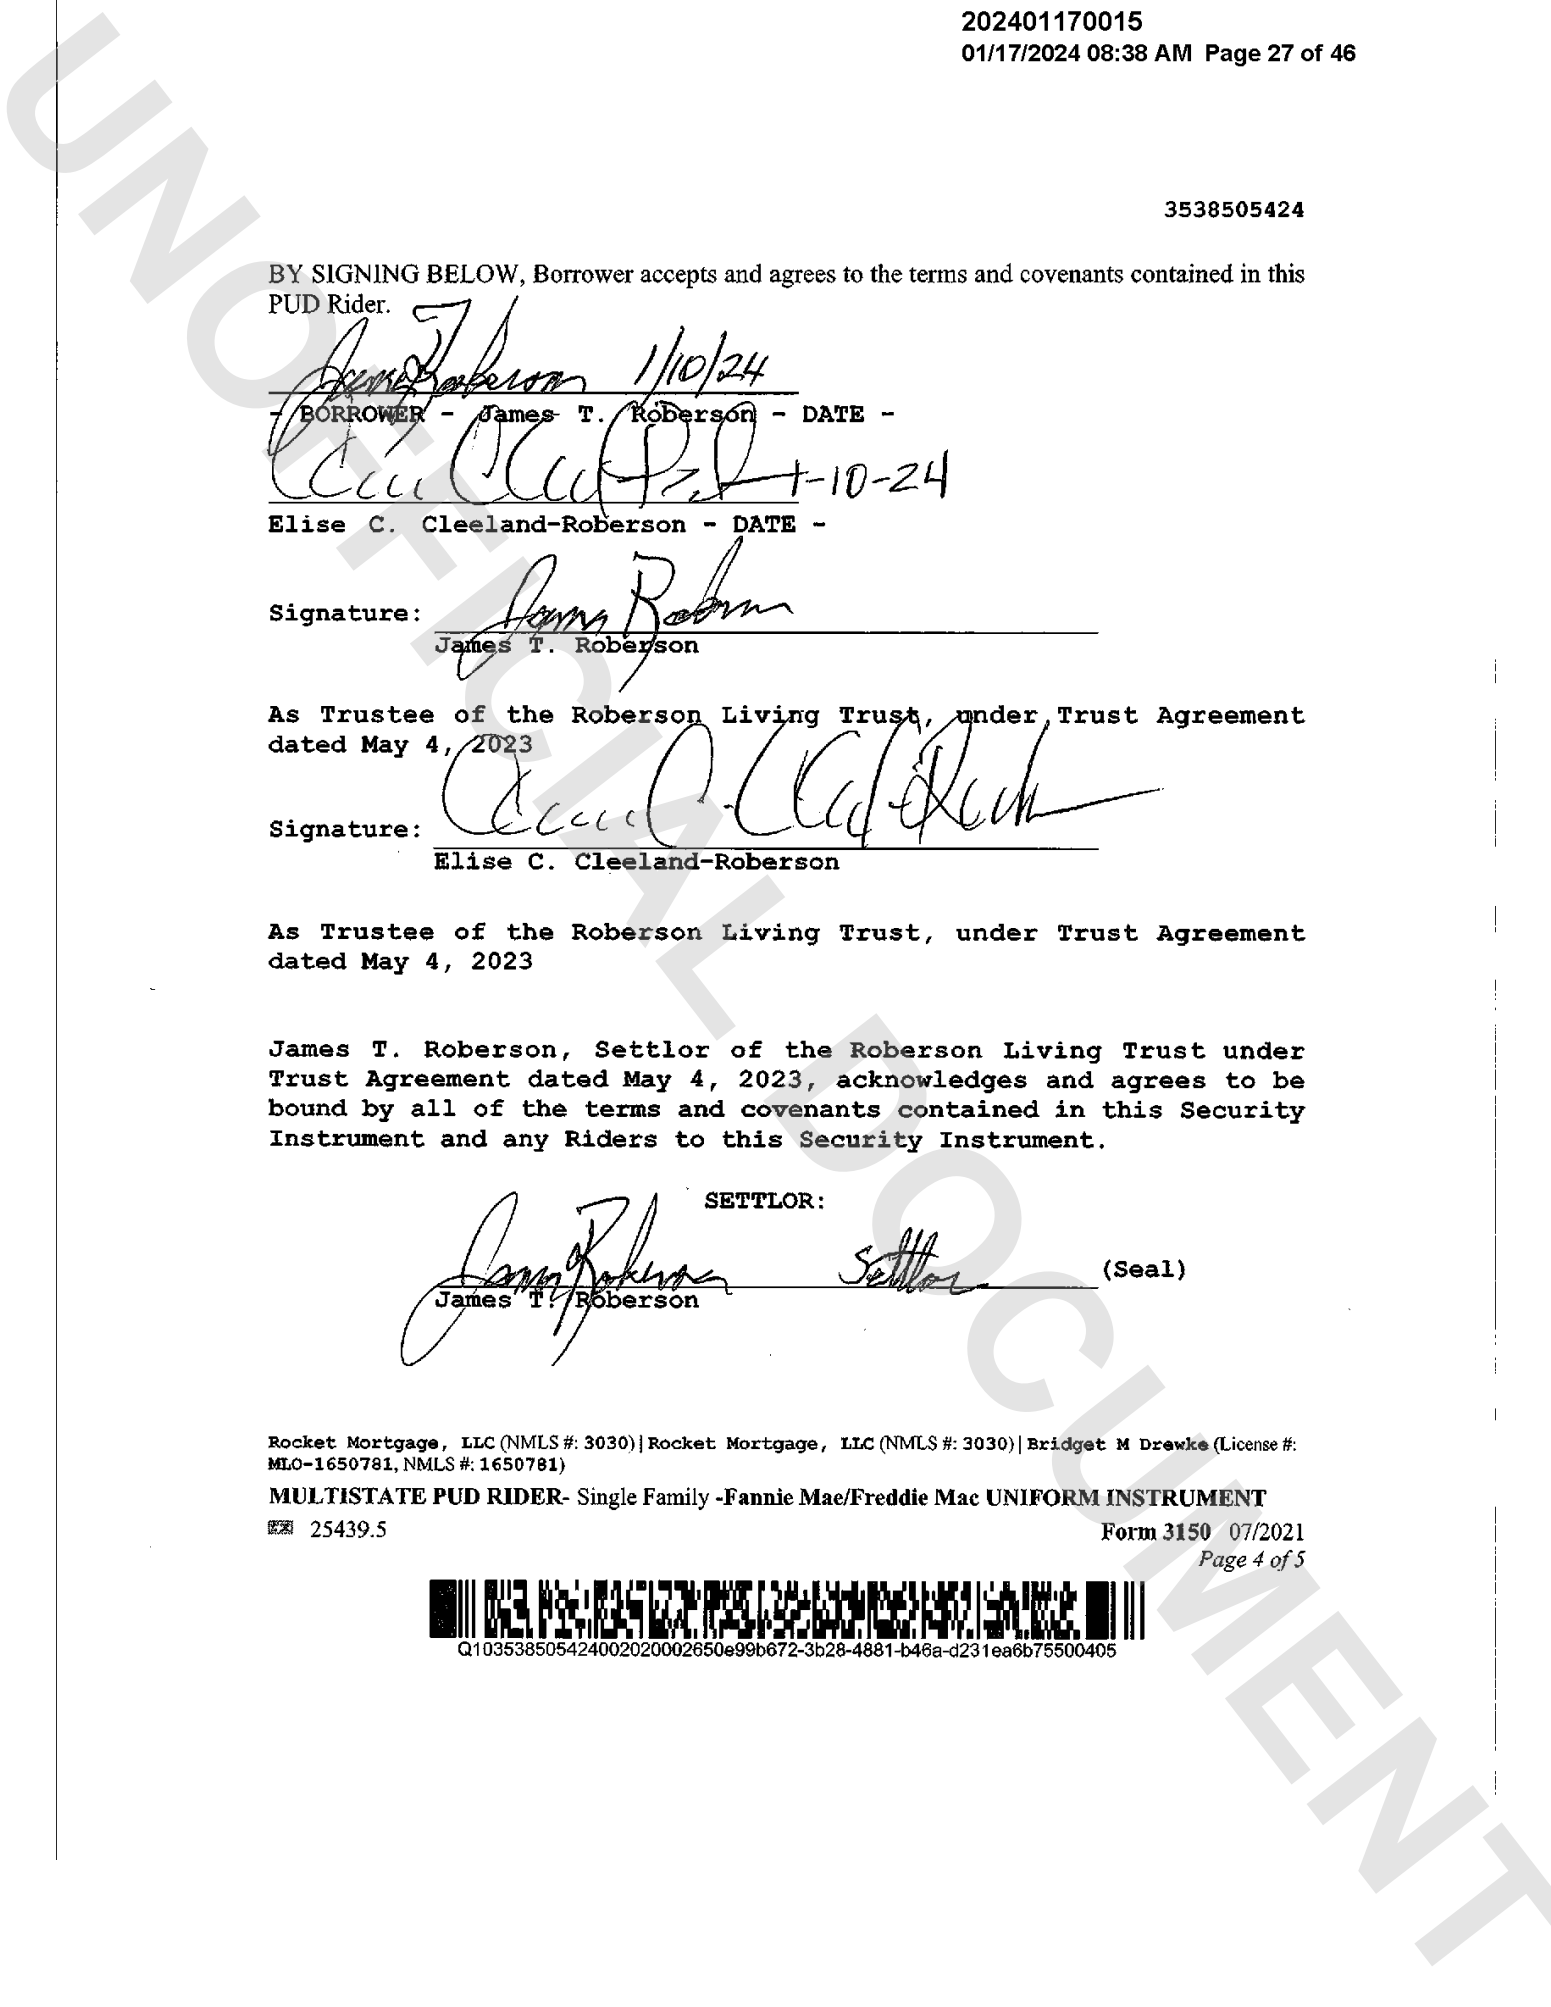 202401170015
01/17/2024 08:38 AM Page 27 of 46
3538505424
BY SIGNING BELOW, Borrower accepts and agrees to the terms and covenants contained in this
PUD Rider.
James T Roberson 1/10/24
- BORROWER - James T. Roberson - DATE -
1-10-24
Elise C. Cleeland-Roberson - DATE -
Signature: James Roberson
James T. Roberson
As Trustee of the Roberson Living Trust, under Trust Agreement
dated May 4, 2023
Signature:
Elise C. Cleeland-Roberson
As Trustee of the Roberson Living Trust, under Trust Agreement
dated May 4, 2023
James T. Roberson, Settlor of the Roberson Living Trust under
Trust Agreement dated May 4, 2023, acknowledges and agrees to be
bound by all of the terms and covenants contained in this Security
Instrument and any Riders to this Security Instrument.
SETTLOR:
James Roberson Settlor (Seal)
James T. Roberson
Rocket Mortgage, LLC (NMLS #: 3030) | Rocket Mortgage, LLC (NMLS #: 3030) | Bridget M Drewke (License #:
MLO-1650781, NMLS #: 1650781)
MULTISTATE PUD RIDER- Single Family -Fannie Mae/Freddie Mac UNIFORM INSTRUMENT
25439.5 Form 3150 07/2021
Page 4 of 5
Q103538505424002020002650e99b672-3b28-4881-b46a-d231ea6b75500405
UNOFFICIAL DOCUMENT